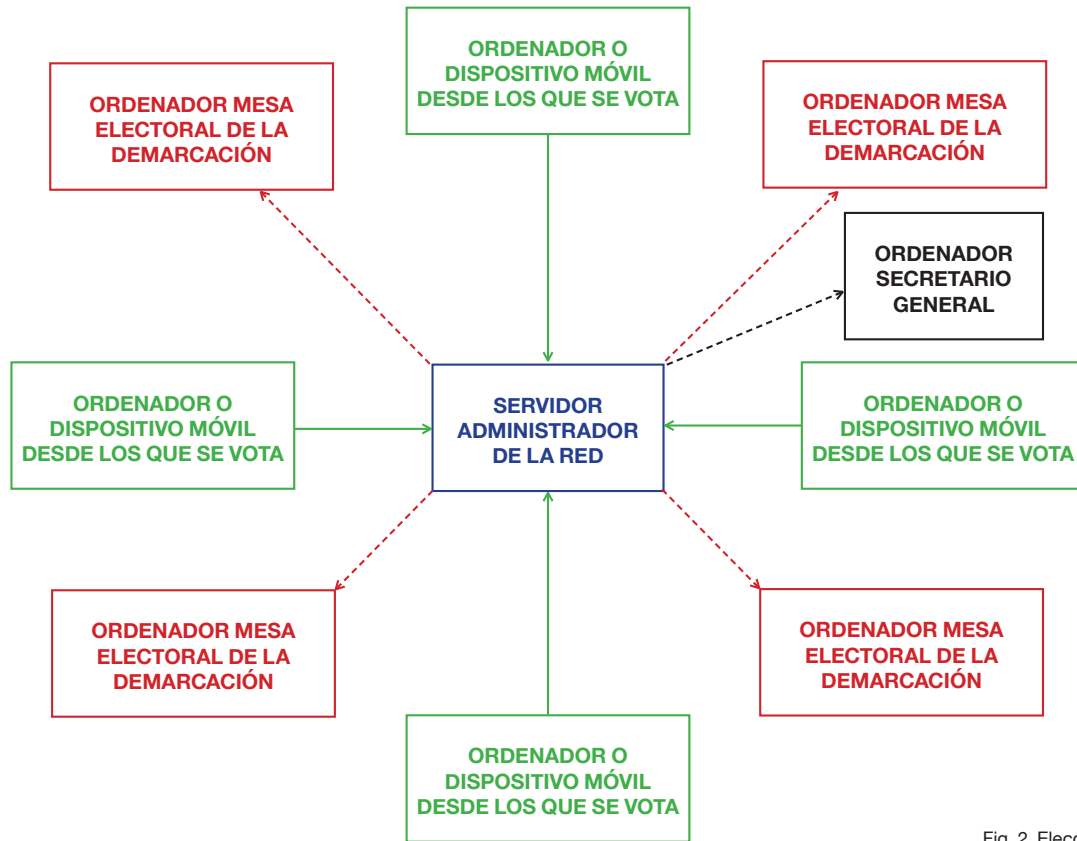 ORDENADOR O
DISPOSITIVO MÓVIL
DESDE LOS QUE SE VOTA
ORDENADOR MESA
ELECTORAL DE LA
DEMARCACIÓN
ORDENADOR MESA
ELECTORAL DE LA
DEMARCACIÓN
ORDENADOR
SECRETARIO
GENERAL
ORDENADOR O
DISPOSITIVO MÓVIL
DESDE LOS QUE SE VOTA
SERVIDOR
ADMINISTRADOR
DE LA RED
ORDENADOR O
DISPOSITIVO MÓVIL
DESDE LOS QUE SE VOTA
ORDENADOR MESA
ELECTORAL DE LA
DEMARCACIÓN
ORDENADOR MESA
ELECTORAL DE LA
DEMARCACIÓN
ORDENADOR O
DISPOSITIVO MÓVIL
DESDE LOS QUE SE VOTA
Fig. 2.